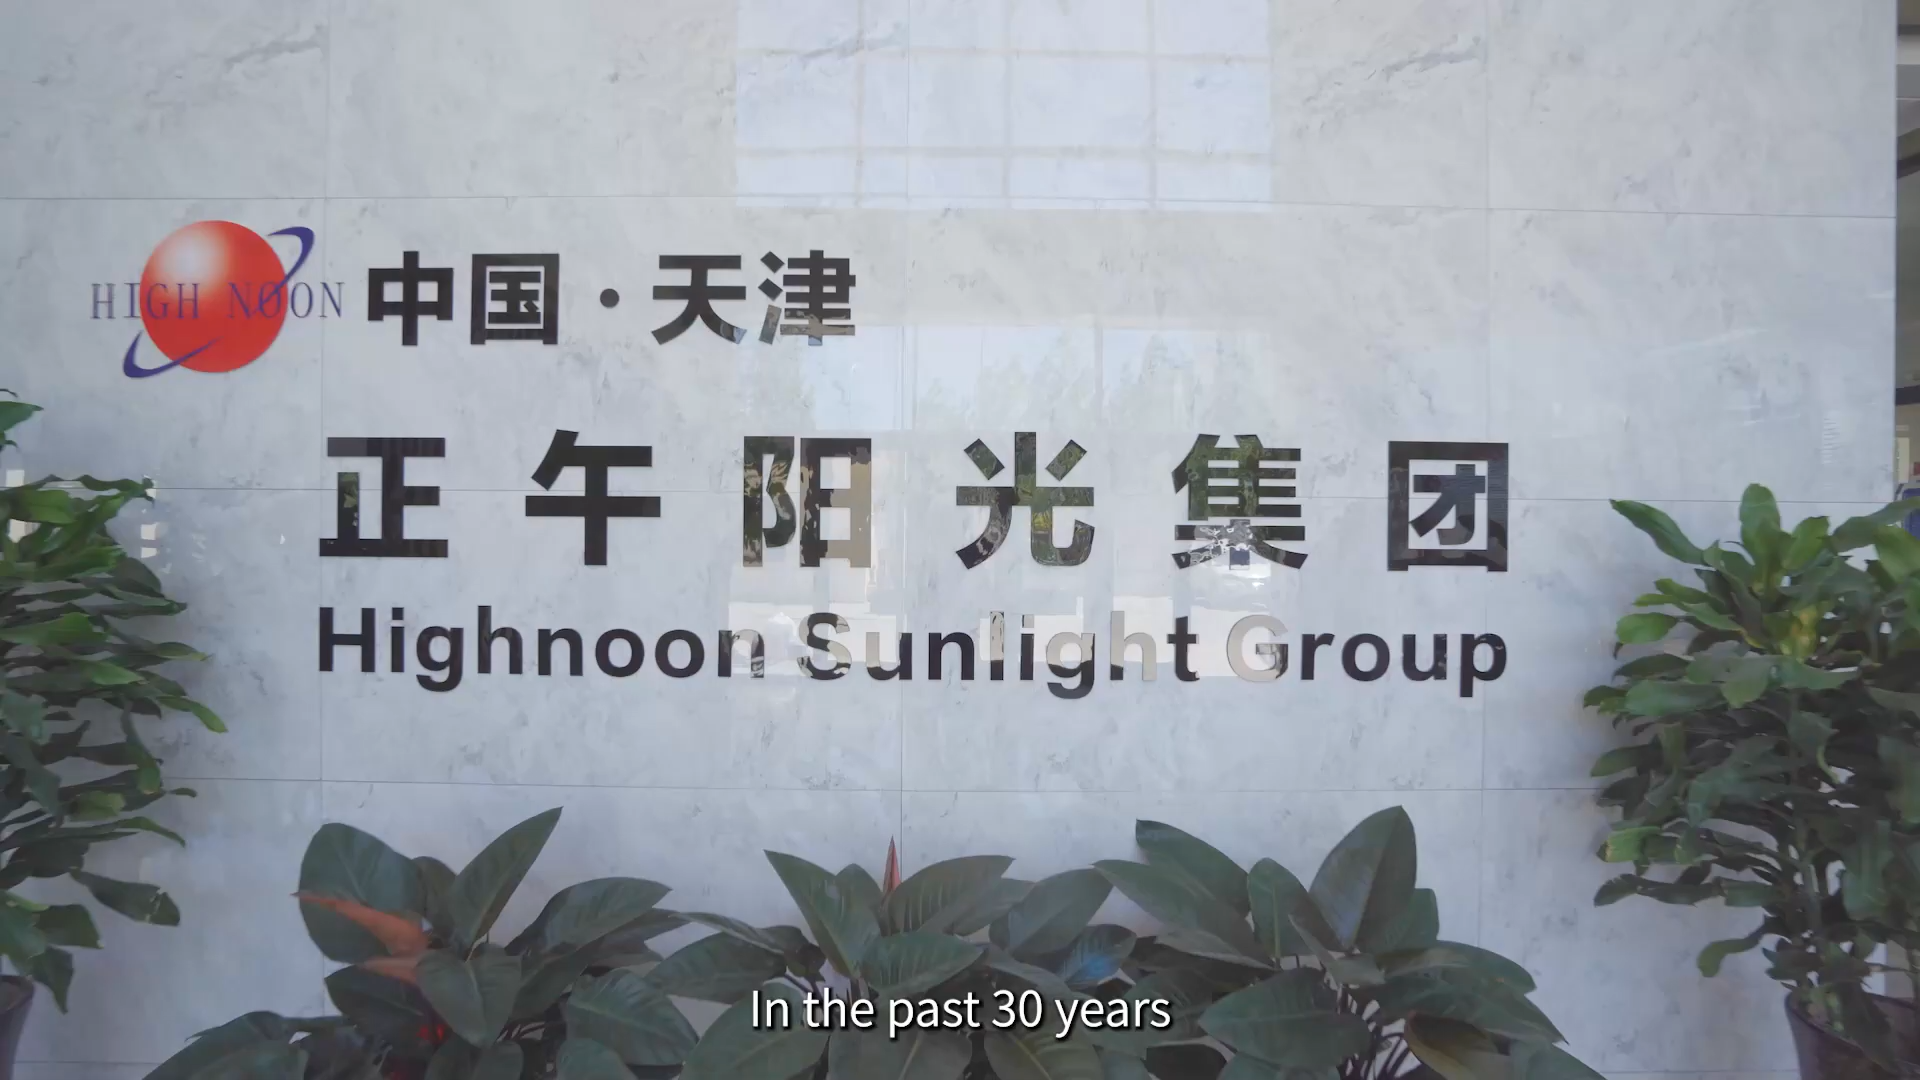 HIGH NOON 中国·天津
正午阳光集团
Highnoon Sunlight Group
In the past 30 years